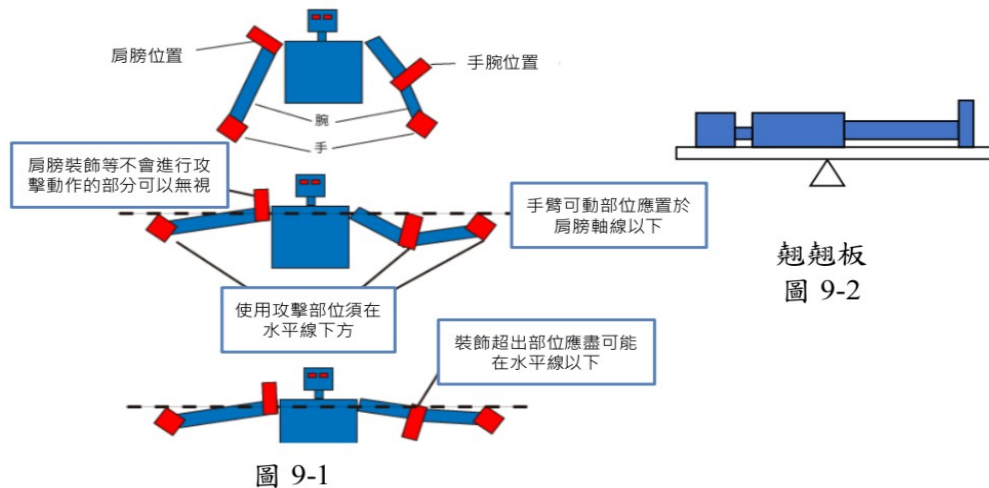 肩膀位置
手腕位置
腕
手
肩膀裝飾等不會進行攻
擊動作的部分可以無視
手臂可動部位應置於
肩膀軸線以下
使用攻擊部位須在
水平線下方
裝飾超出部位應盡可能
在水平線以下
圖 9-1
翹翹板
圖 9-2